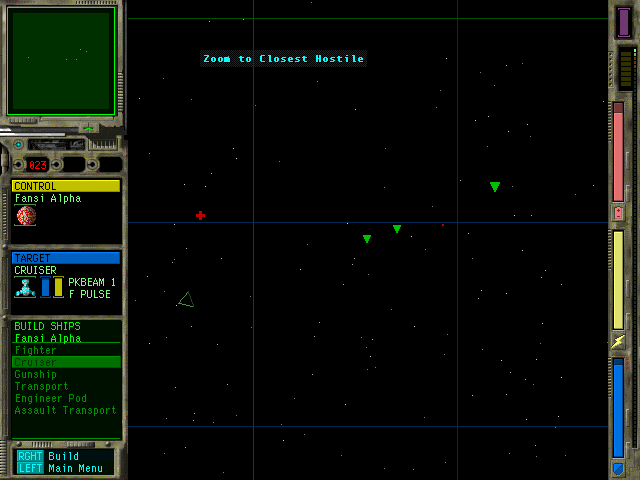 Zoom to Closest Hostile
023
CONTROL
Fansi Alpha
TARGET
CRUISER
PKBEAM 1
F PULSE
BUILD SHIPS
Fansi Alpha
Fighter
Cruiser
Gunship
Transport
Engineer Pod
Assault Transport
RGHT Build
LEFT Main Menu